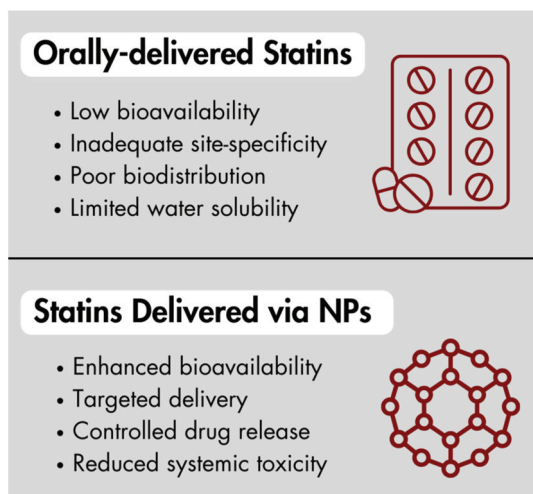 Orally-delivered Statins
• Low bioavailability
• Inadequate site-specificity
• Poor biodistribution
• Limited water solubility
Statins Delivered via NPs
• Enhanced bioavailability
• Targeted delivery
• Controlled drug release
• Reduced systemic toxicity